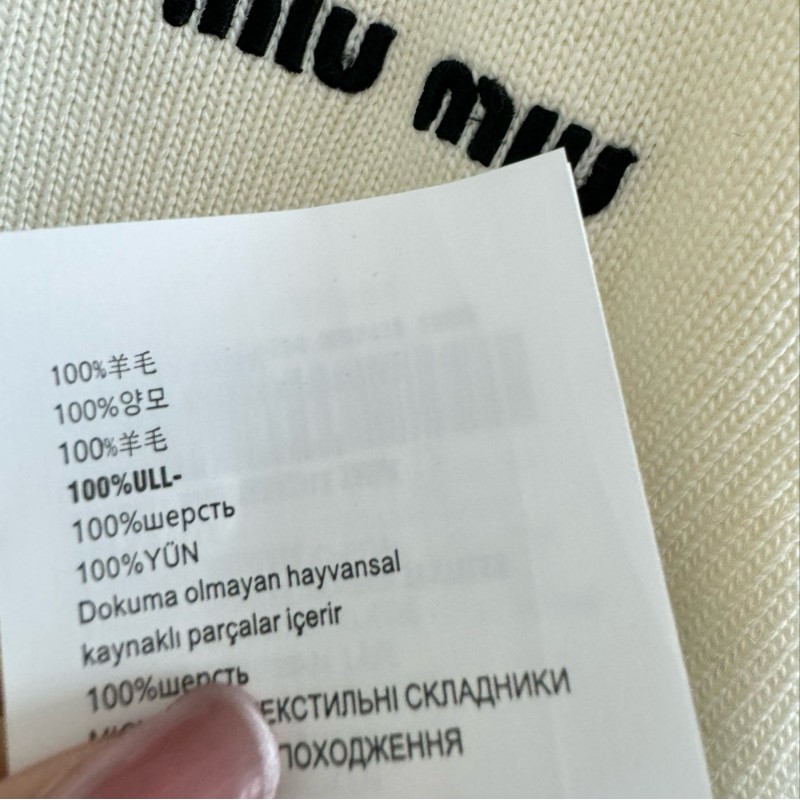 miu miu
100%羊毛
100%양모
100%羊毛
100%ULL-
100%шерсть
100%YÜN
Dokuma olmayan hayvansal
kaynaklı parçalar içerir
100%шерсть
ЕКСТИЛЬНІ СКЛАДНИКИ
ПОХОДЖЕННЯ